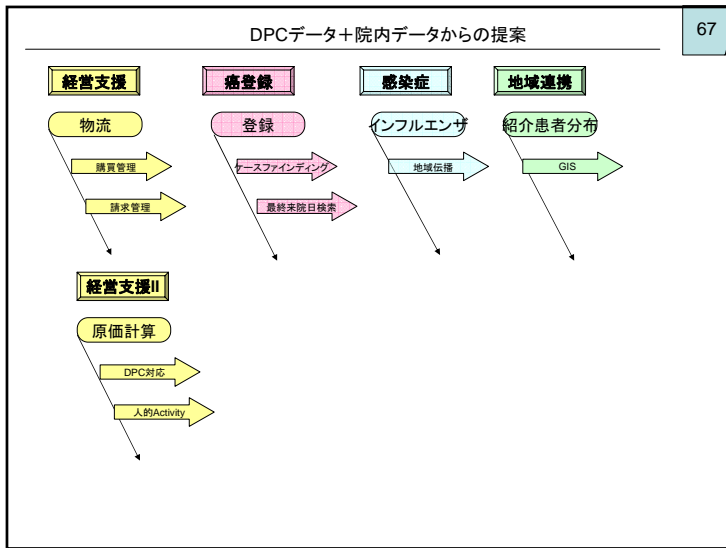 DPCデータ＋院内データからの提案
67
経営支援
癌登録
感染症
地域連携
物流
登録
インフルエンザ
紹介患者分布
購買管理
ケースファインディング
地域伝播
GIS
請求管理
最終来院日検索
経営支援II
原価計算
DPC対応
人的Activity